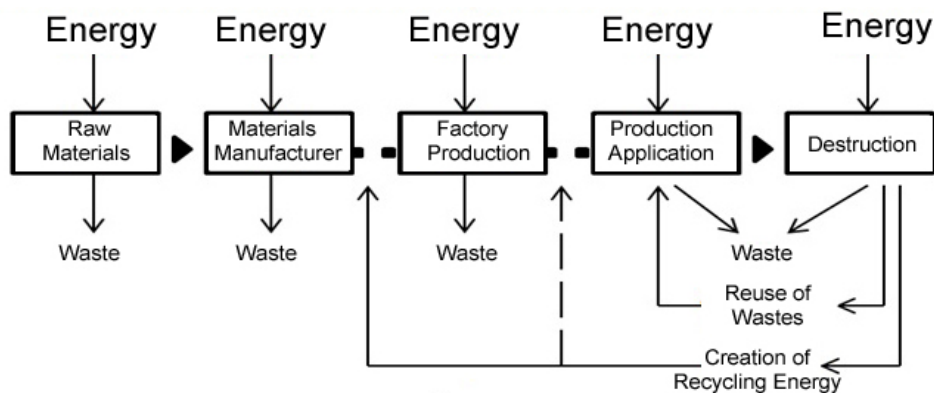 Energy
Energy
Energy
Energy
Energy
Raw
Materials
Materials
Manufacturer
Factory
Production
Production
Application
Destruction
Waste
Waste
Waste
Waste
Reuse of
Wastes
Creation of
Recycling Energy